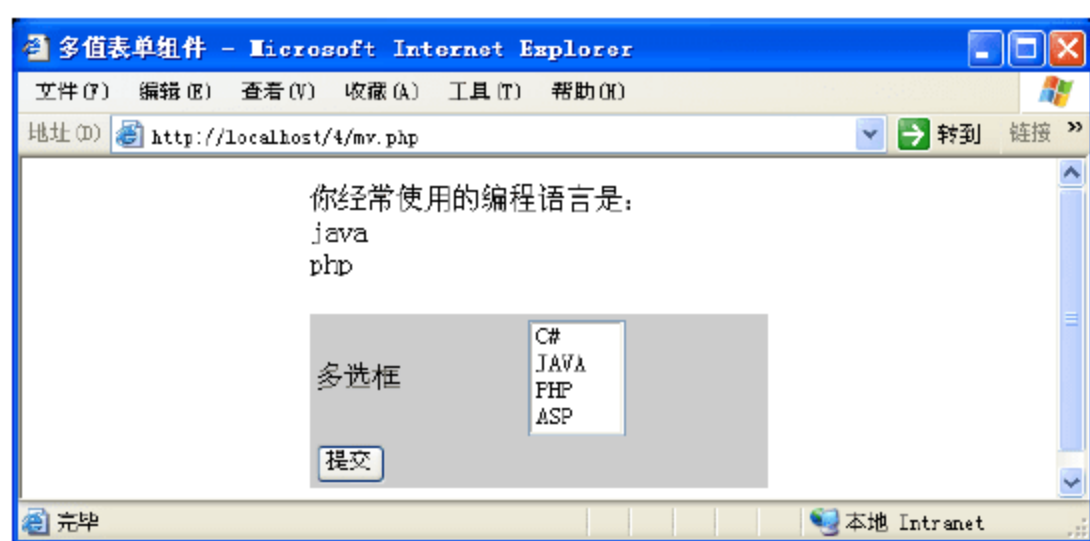 多值表单组件 - Microsoft Internet Explorer
文件(F) 编辑(E) 查看(V) 收藏(A) 工具(T) 帮助(H)
地址(D) http://localhost/4/mv.php 转到 链接 »
你经常使用的编程语言是：
java
php
C#
JAVA
多选框
PHP
ASP
提交
完毕 本地 Intranet